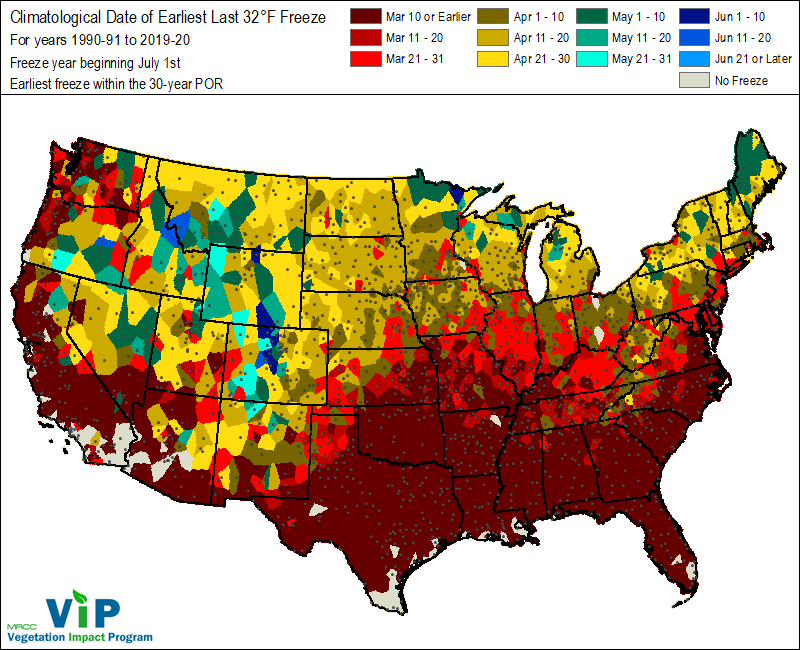 Climatological Date of Earliest Last 32°F Freeze
For years 1990-91 to 2019-20
Freeze year beginning July 1st
Earliest freeze within the 30-year POR
Mar 10 or Earlier
Mar 11 - 20
Mar 21 - 31
Apr 1 - 10
Apr 11 - 20
Apr 21 - 30
May 1 - 10
May 11 - 20
May 21 - 31
Jun 1 - 10
Jun 11 - 20
Jun 21 or Later
No Freeze
MRCC
ViP
Vegetation Impact Program